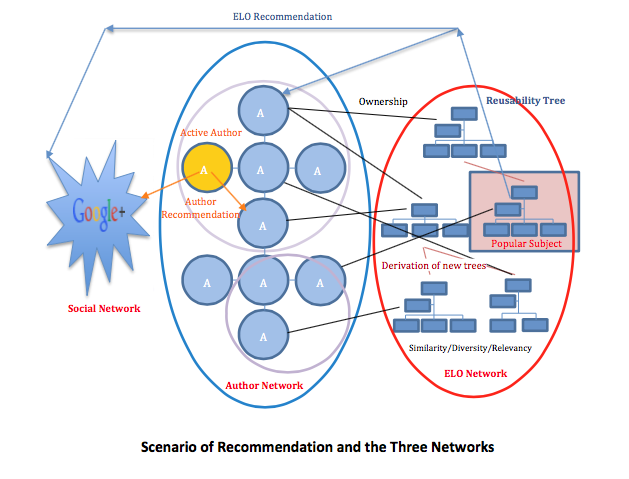 ELO Recommendation
Ownership
Reusability Tree
A
Active Author
A
A
A
Author
Recommendation
A
Google+
Popular Subject
Derivation of new trees
A
A
A
Social Network
A
Similarity/Diversity/Relevancy
ELO Network
Author Network
Scenario of Recommendation and the Three Networks